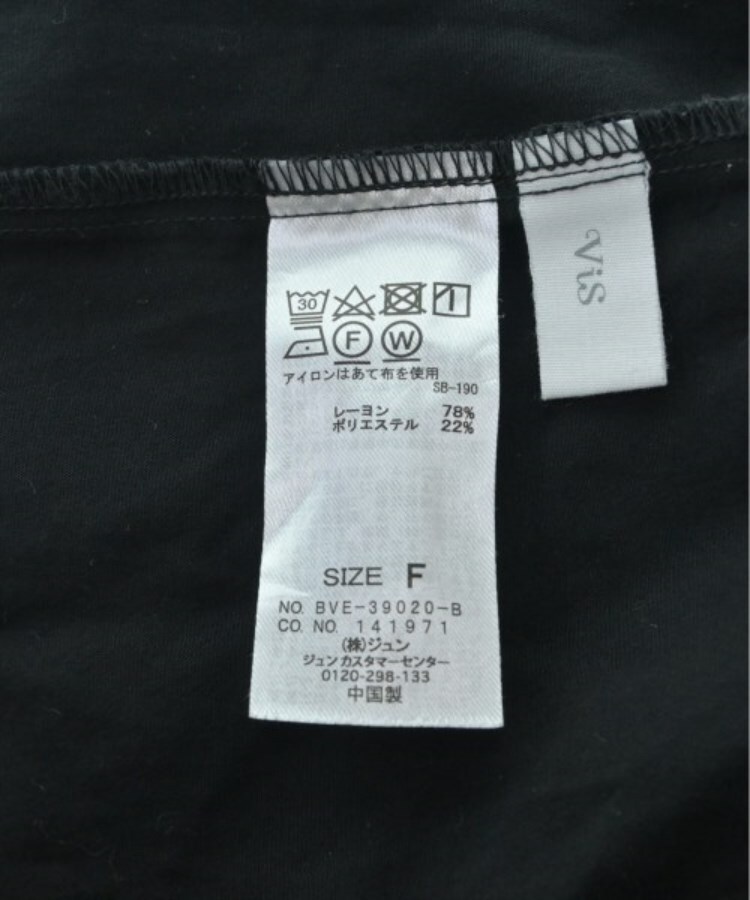 30
F W
アイロンはあて布を使用
SB-190
レーヨン 78%
ポリエステル 22%
SIZE F
NO. BVE-39020-B
CO. NO. 141971
(株)ジュン
ジュンカスタマーセンター
0120-298-133
中国製
ViS